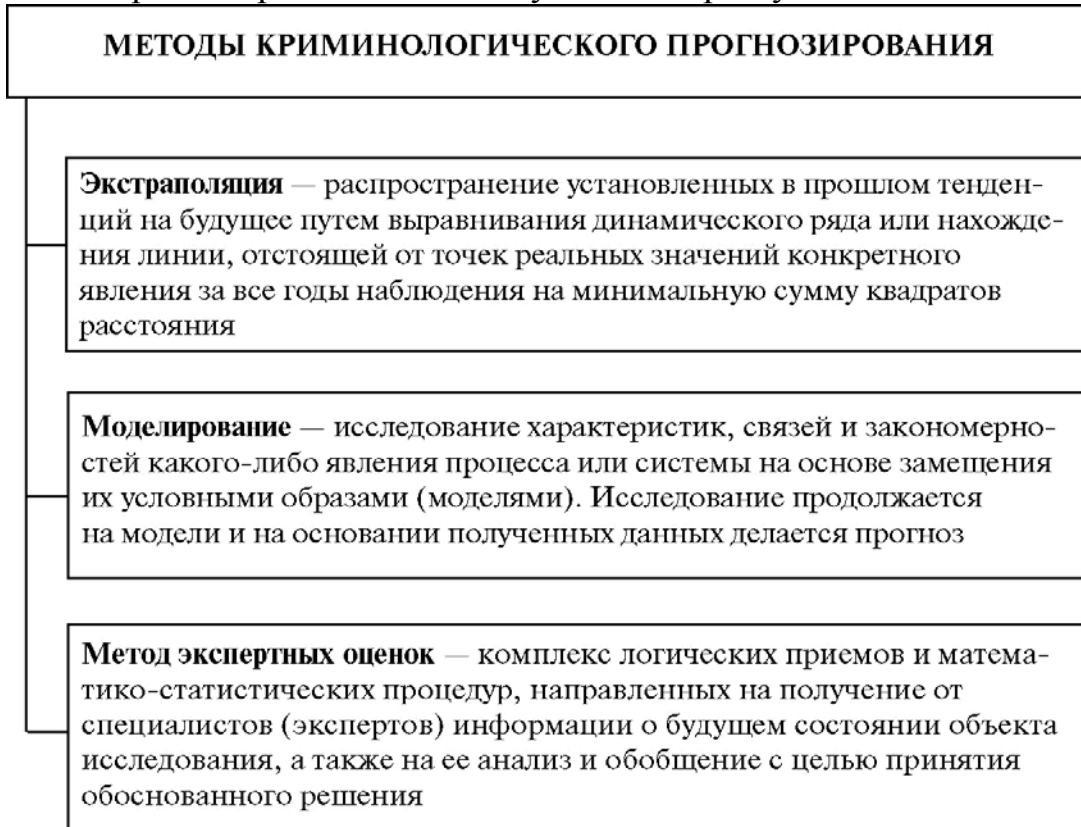 МЕТОДЫ КРИМИНОЛОГИЧЕСКОГО ПРОГНОЗИРОВАНИЯ
Экстраполяция — распространение установленных в прошлом тенден-
ций на будущее путем выравнивания динамического ряда или нахожде-
ния линии, отстоящей от точек реальных значений конкретного
явления за все годы наблюдения на минимальную сумму квадратов
расстояния
Моделирование — исследование характеристик, связей и закономерно-
стей какого-либо явления процесса или системы на основе замещения
их условными образами (моделями). Исследование продолжается
на модели и на основании полученных данных делается прогноз
Метод экспертных оценок — комплекс логических приемов и матема-
тико-статистических процедур, направленных на получение от
специалистов (экспертов) информации о будущем состоянии объекта
исследования, а также на ее анализ и обобщение с целью принятия
обоснованного решения